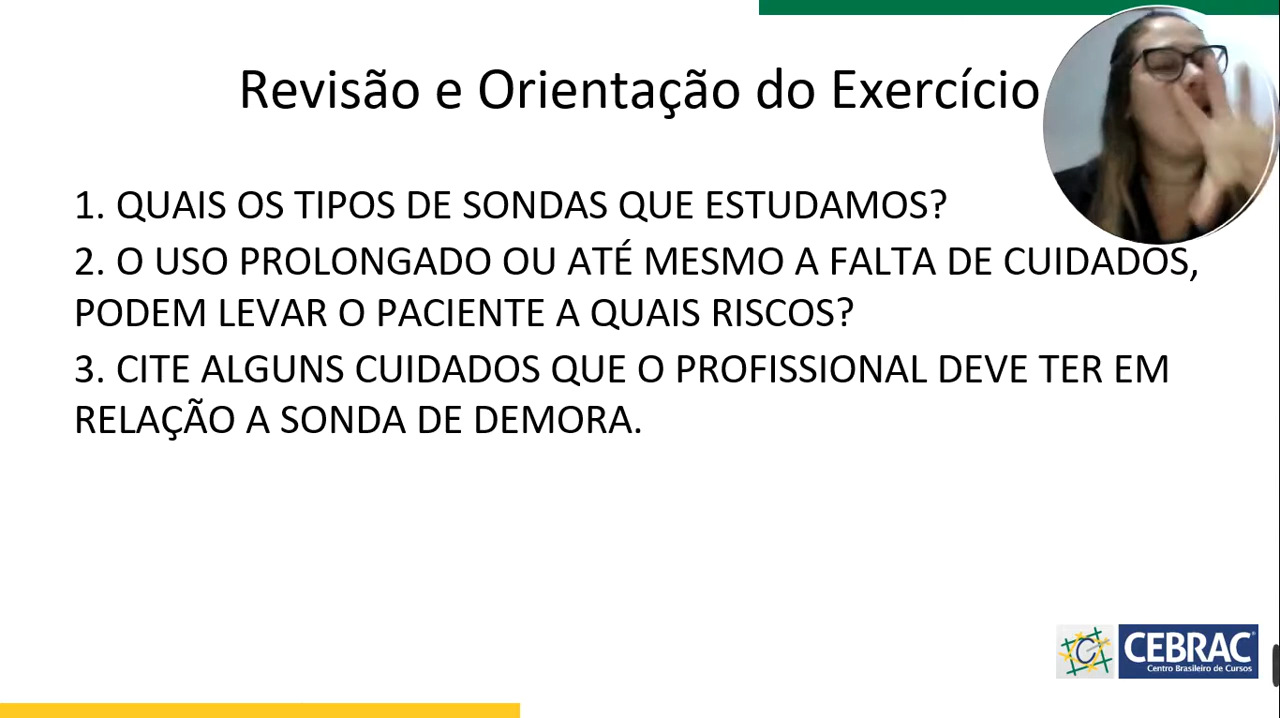 Revisão e Orientação do Exercício
1. QUAIS OS TIPOS DE SONDAS QUE ESTUDAMOS?
2. O USO PROLONGADO OU ATÉ MESMO A FALTA DE CUIDADOS,
PODEM LEVAR O PACIENTE A QUAIS RISCOS?
3. CITE ALGUNS CUIDADOS QUE O PROFISSIONAL DEVE TER EM
RELAÇÃO A SONDA DE DEMORA.
C CEBRAC®
Centro Brasileiro de Cursos